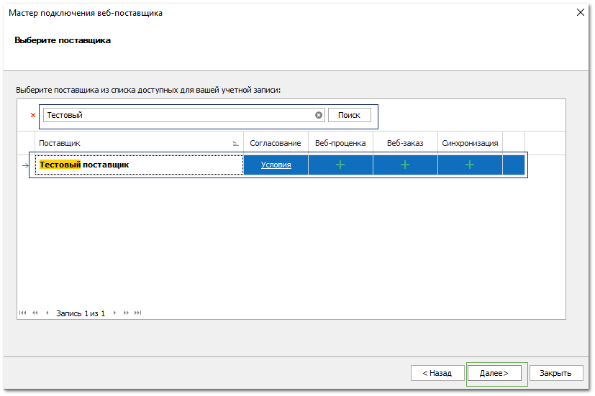 Мастер подключения веб-поставщика
Выберите поставщика
Выберите поставщика из списка доступных для вашей учетной записи:
Тестовый Поиск
Поставщик Согласование Веб-проценка Веб-заказ Синхронизация
Тестовый поставщик Условия
Запись 1 из 1
< Назад Далее> Закрыть